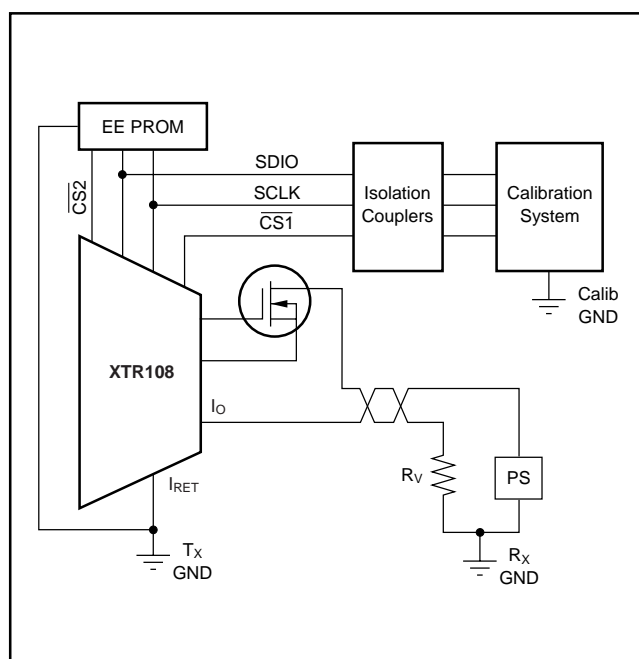 EE PROM
SDIO
SCLK
CS1
CS2
Isolation
Couplers
Calibration
System
Calib
GND
XTR108
IO
IRET
RV
PS
TX
GND
RX
GND